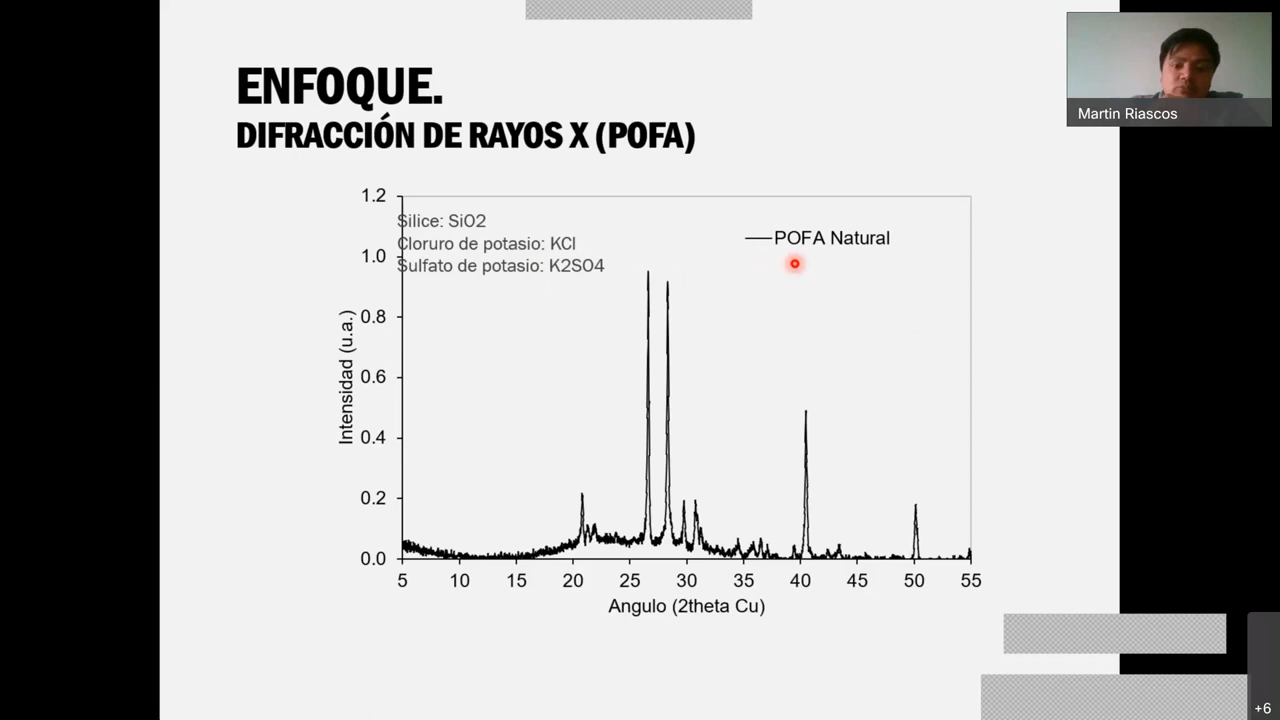 ENFOQUE.
DIFRACCIÓN DE RAYOS X (POFA)
Martin Riascos
1.2
1.0
0.8
0.6
0.4
0.2
0.0
Intensidad (u.a.)
Silice: SiO2
Cloruro de potasio: KCl
Sulfato de potasio: K2SO4
POFA Natural
5 10 15 20 25 30 35 40 45 50 55
Angulo (2theta Cu)
+6